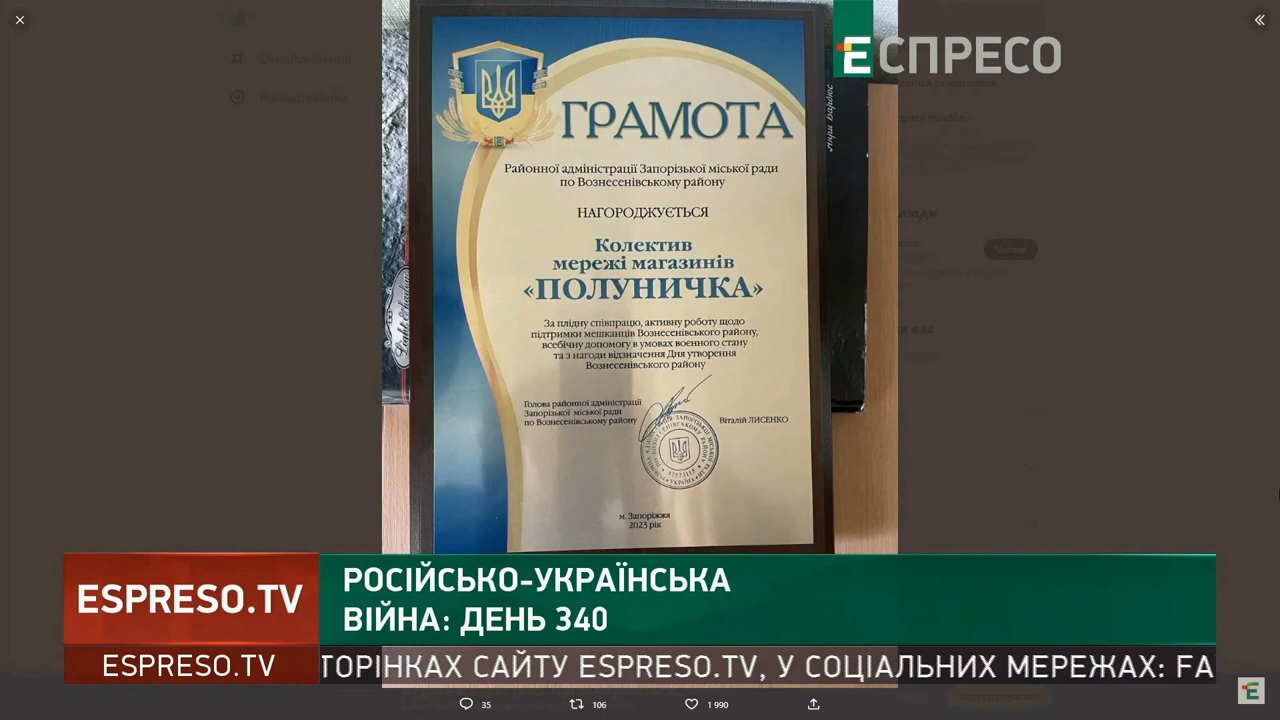 ЕСПРЕСО
ГРАМОТА
Районної адміністрації Запорізької міської ради
по Вознесенівському району
НАГОРОДЖУЄТЬСЯ
Колектив
мережі магазинів
«ПОЛУНИЧКА»
За плідну співпрацю, активну роботу щодо
підтримки мешканців Вознесенівського району,
всебічну допомогу в умовах воєнного стану
та з нагоди відзначення Дня утворення
Вознесенівського району
Голова районної адміністрації
Запорізької міської ради
по Вознесенівському району
Віталій ЛИСЕНКО
м. Запоріжжя
2023 рік
ESPRESO.TV
РОСІЙСЬКО-УКРАЇНСЬКА
ВІЙНА: ДЕНЬ 340
ESPRESO.TV
ТОРІНКАХ САЙТУ ESPRESO.TV, У СОЦІАЛЬНИХ МЕРЕЖАХ: FA
35
106
1 990